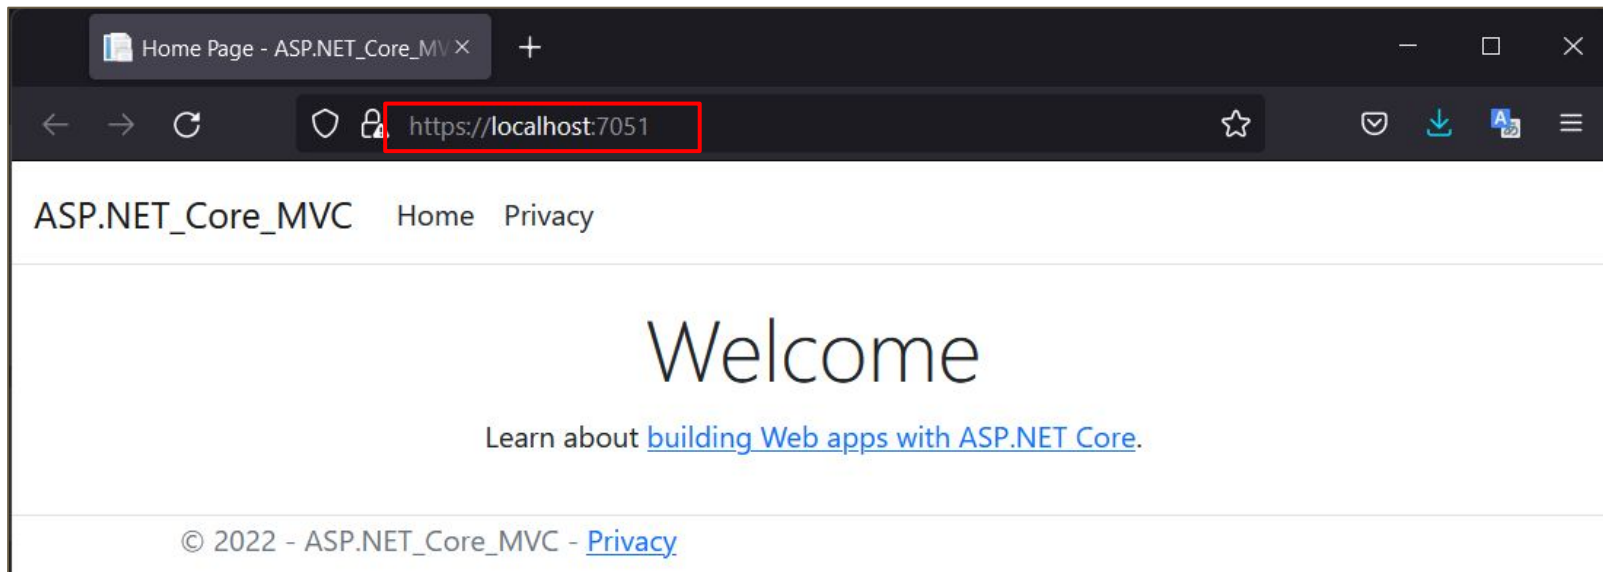 Home Page - ASP.NET_Core_MV
https://localhost:7051
ASP.NET_Core_MVC Home Privacy
Welcome
Learn about building Web apps with ASP.NET Core.
© 2022 - ASP.NET_Core_MVC - Privacy